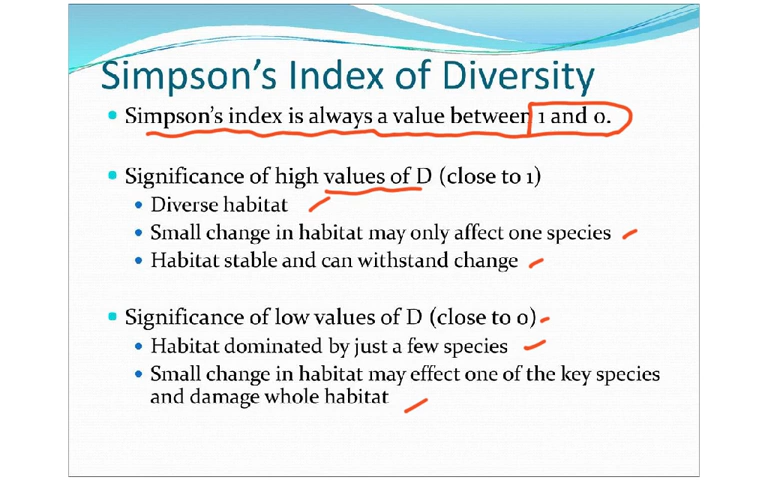 Simpson's Index of Diversity
Simpson's index is always a value between 1 and 0.
Significance of high values of D (close to 1)
Diverse habitat
Small change in habitat may only affect one species
Habitat stable and can withstand change
Significance of low values of D (close to 0)
Habitat dominated by just a few species
Small change in habitat may effect one of the key species
and damage whole habitat